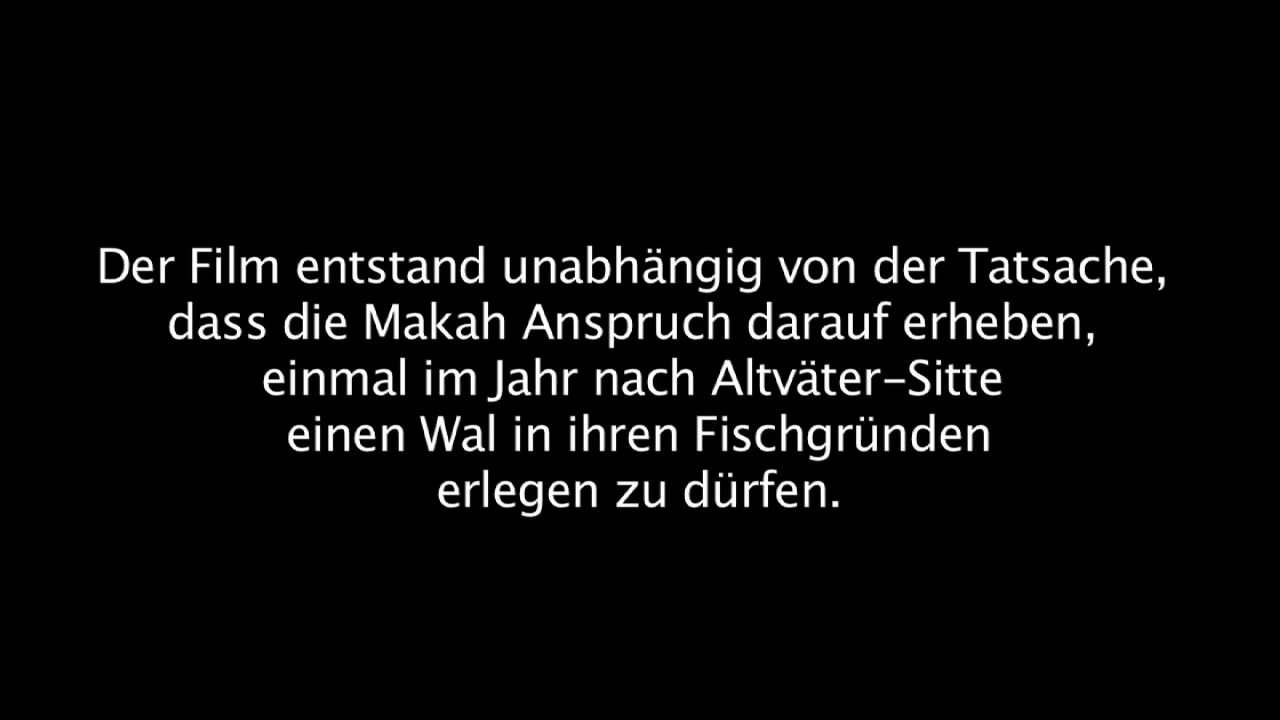 Der Film entstand unabhängig von der Tatsache,
dass die Makah Anspruch darauf erheben,
einmal im Jahr nach Altväter-Sitte
einen Wal in ihren Fischgründen
erlegen zu dürfen.